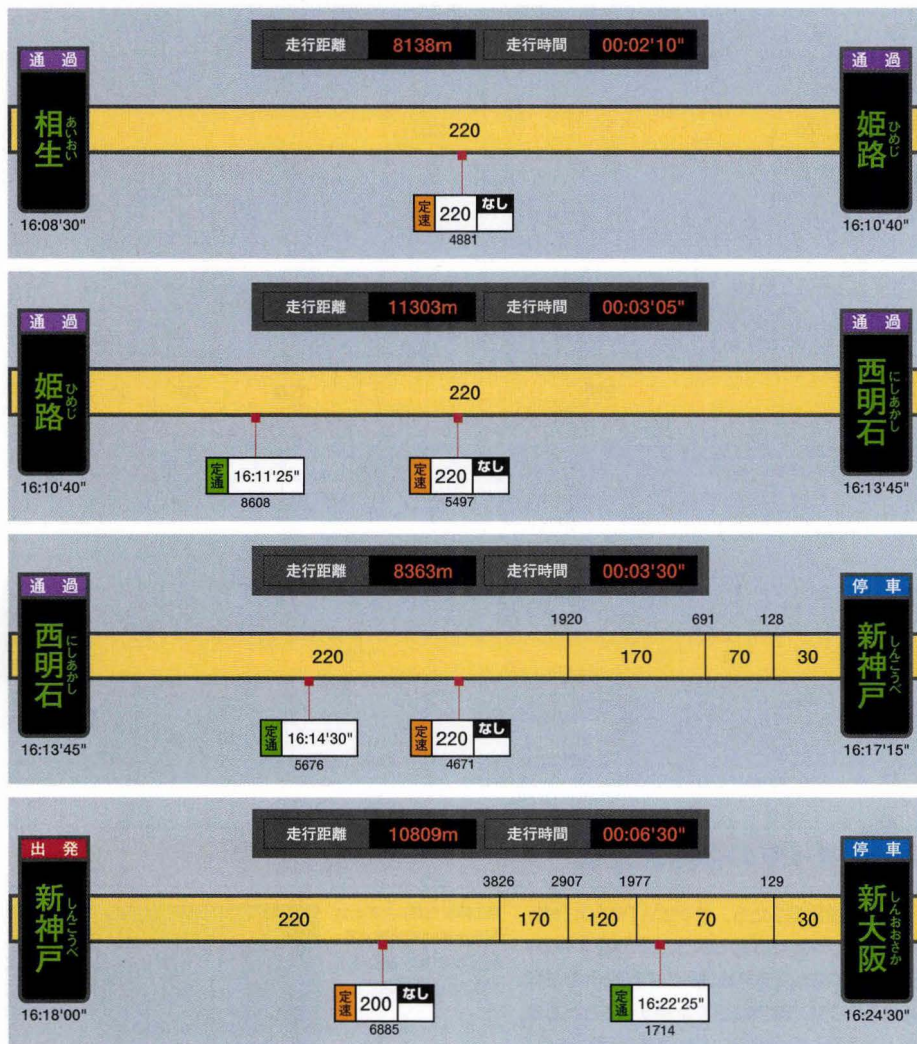 走行距離 8138m 走行時間 00:02'10"
通過
相生
あいおい
16:08'30"
220
定速 220 なし
4881
通過
姫路
ひめじ
16:10'40"
走行距離 11303m 走行時間 00:03'05"
通過
姫路
ひめじ
16:10'40"
220
定通 16:11'25"
8608
定速 220 なし
5497
通過
西明石
にしあかし
16:13'45"
走行距離 8363m 走行時間 00:03'30"
通過
西明石
にしあかし
16:13'45"
1920 691 128
220 170 70 30
定通 16:14'30"
5676
定速 220 なし
4671
停車
新神戸
しんこうべ
16:17'15"
走行距離 10809m 走行時間 00:06'30"
出発
新神戸
しんこうべ
16:18'00"
3826 2907 1977 129
220 170 120 70 30
定速 200 なし
6885
定通 16:22'25"
1714
停車
新大阪
しんおおさか
16:24'30"